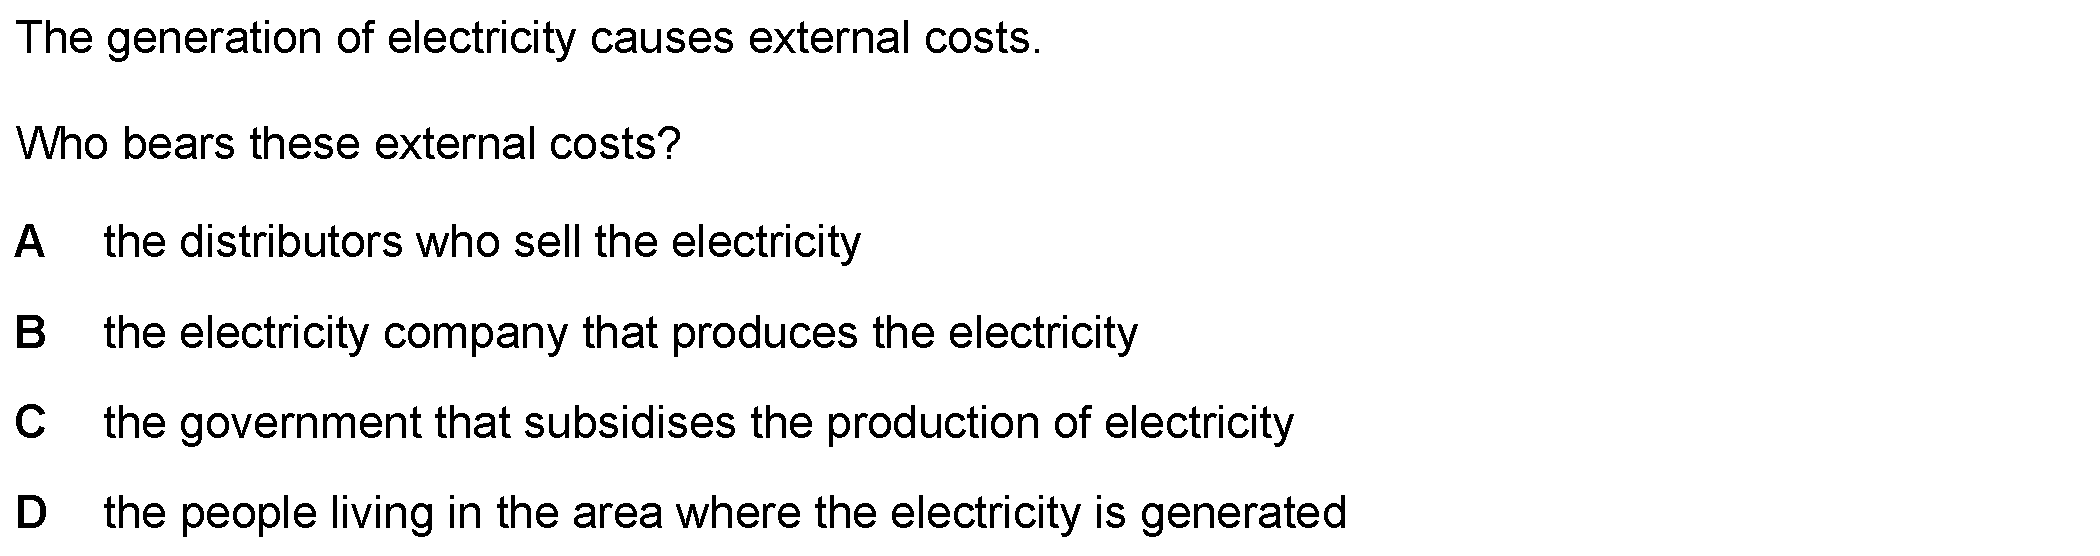 The generation of electricity causes external costs.
Who bears these external costs?
A the distributors who sell the electricity
B the electricity company that produces the electricity
C the government that subsidises the production of electricity
D the people living in the area where the electricity is generated